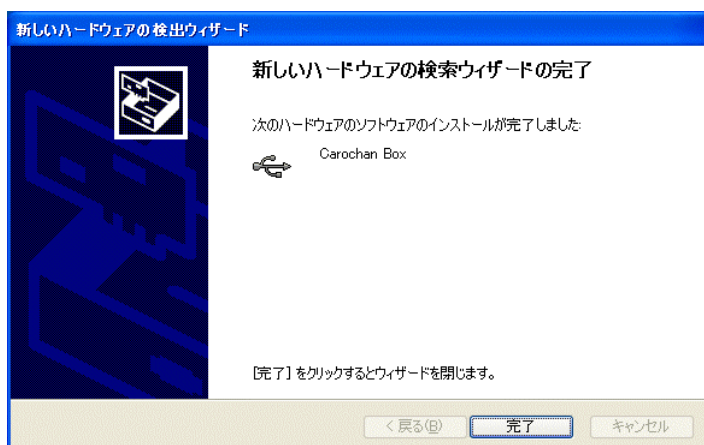 新しいハードウェアの検出ウィザード
新しいハードウェアの検索ウィザードの完了
次のハードウェアのソフトウェアのインストールが完了しました:
Carochan Box
[完了] をクリックするとウィザードを閉じます。
< 戻る(B) 完了 キャンセル